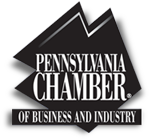 PENNSYLVANIA
CHAMBER®
OF BUSINESS AND INDUSTRY